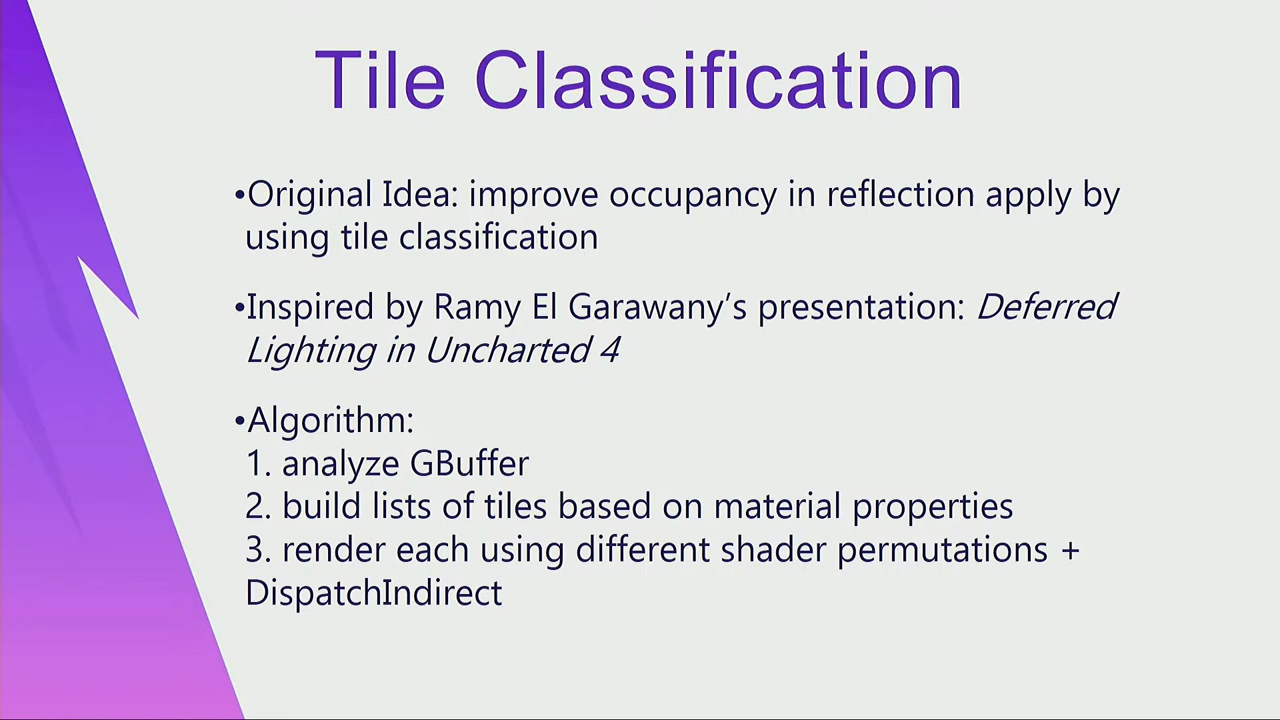 Tile Classification
•Original Idea: improve occupancy in reflection apply by
using tile classification
•Inspired by Ramy El Garawany’s presentation: Deferred
Lighting in Uncharted 4
•Algorithm:
1. analyze GBuffer
2. build lists of tiles based on material properties
3. render each using different shader permutations +
DispatchIndirect